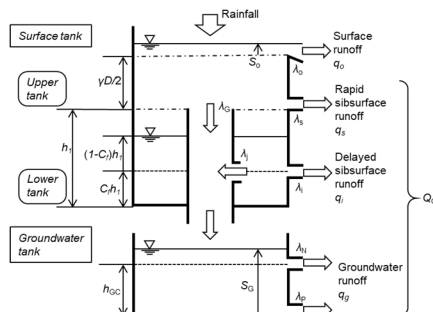 Rainfall
Surface tank
S₀
λ₀
Surface
runoff
q₀
Upper
tank
γD/2
λG
Rapid
sibsurface
runoff
qₛ
λₛ
h₁
(1-Cf)h₁
λj
Lower
tank
Cfh₁
λi
Delayed
sibsurface
runoff
qi
Groundwater
tank
hGC
SG
λN
Groundwater
runoff
qg
λP